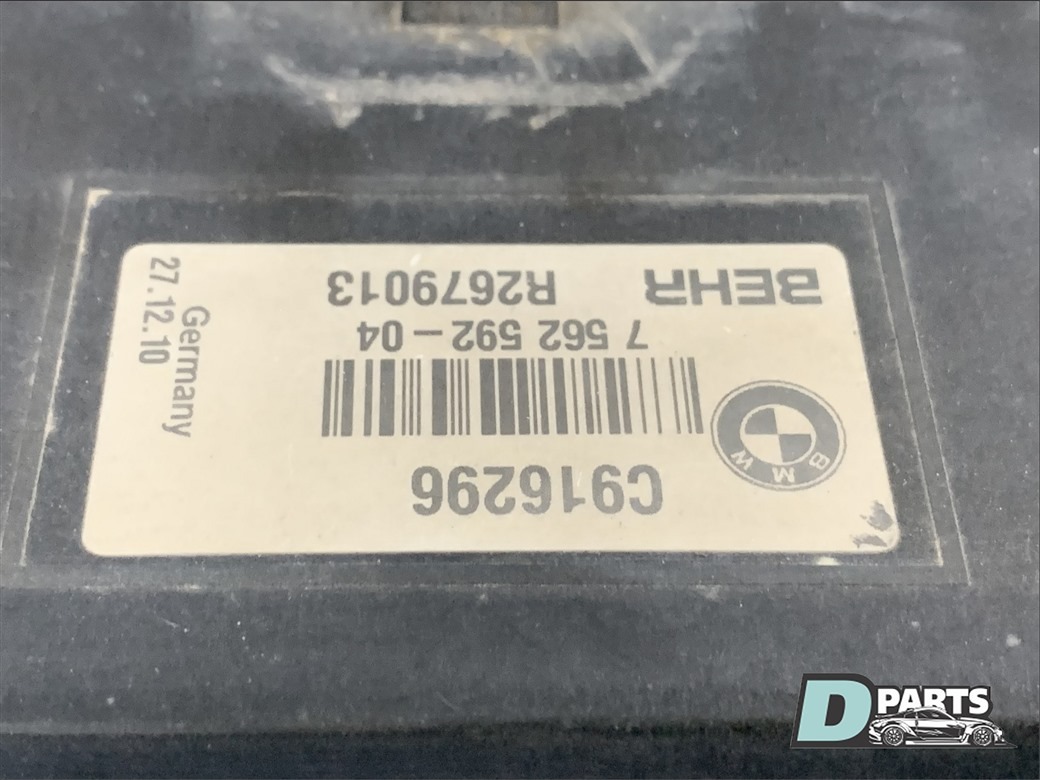 BMW
C916296
7 562 592 - 04
BEHR R2679013
Germany
27.12.10
D PARTS